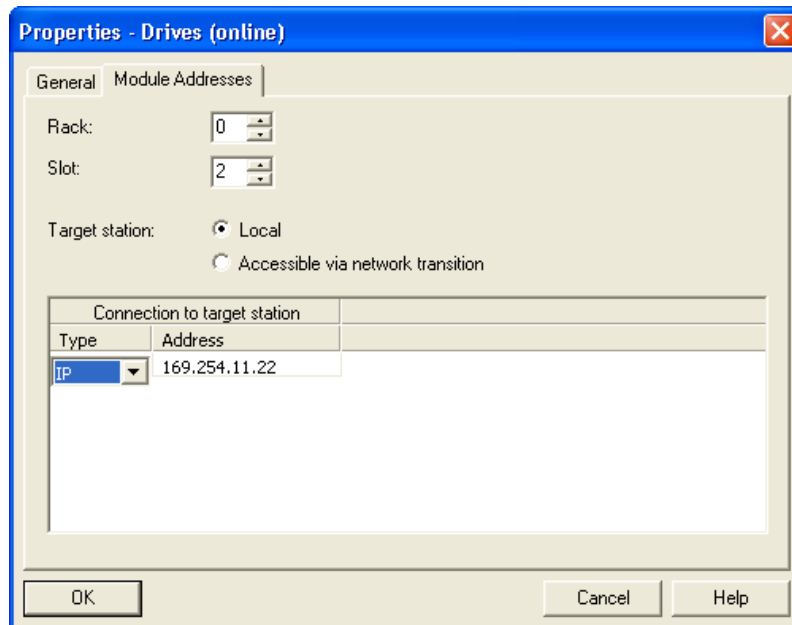 Properties - Drives (online)
General Module Addresses
Rack: 0
Slot: 2
Target station: Local
Accessible via network transition
Connection to target station
Type Address
IP 169.254.11.22
OK Cancel Help